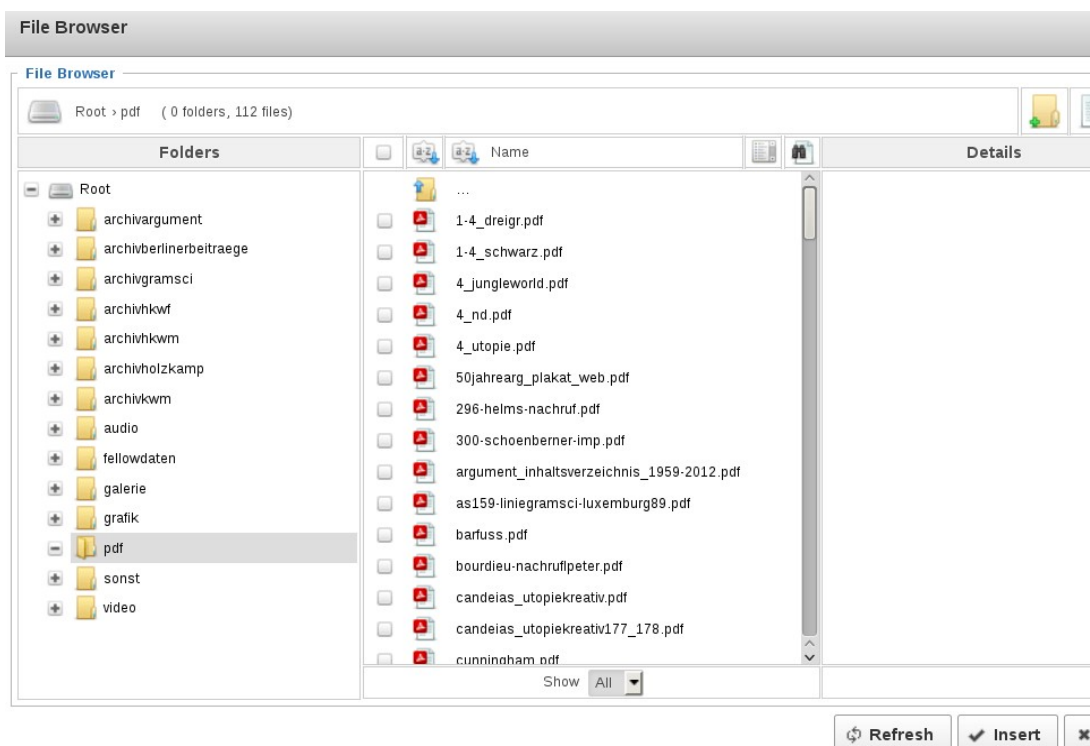 File Browser
File Browser
Root › pdf ( 0 folders, 112 files)
Folders
Name
Details
Root
archivargument
archivberlinerbeitraege
archivgramsci
archivhkwf
archivhkwm
archivholzkamp
archivkwm
audio
fellowdaten
galerie
grafik
pdf
sonst
video
...
1-4_dreigr.pdf
1-4_schwarz.pdf
4_jungleworld.pdf
4_nd.pdf
4_utopie.pdf
50jahrearg_plakat_web.pdf
296-helms-nachruf.pdf
300-schoenberner-imp.pdf
argument_inhaltsverzeichnis_1959-2012.pdf
as159-liniegramsci-luxemburg89.pdf
barfuss.pdf
bourdieu-nachruflpeter.pdf
candeias_utopiekreativ.pdf
candeias_utopiekreativ177_178.pdf
cunningham.pdf
Show All
Refresh
Insert